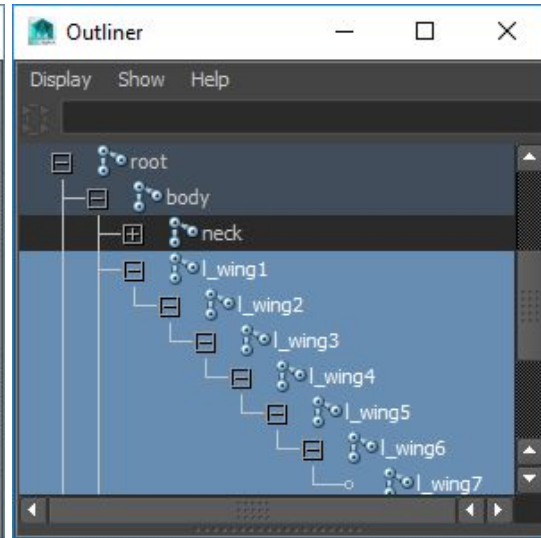 Outliner
Display Show Help
root
body
neck
l_wing1
l_wing2
l_wing3
l_wing4
l_wing5
l_wing6
l_wing7